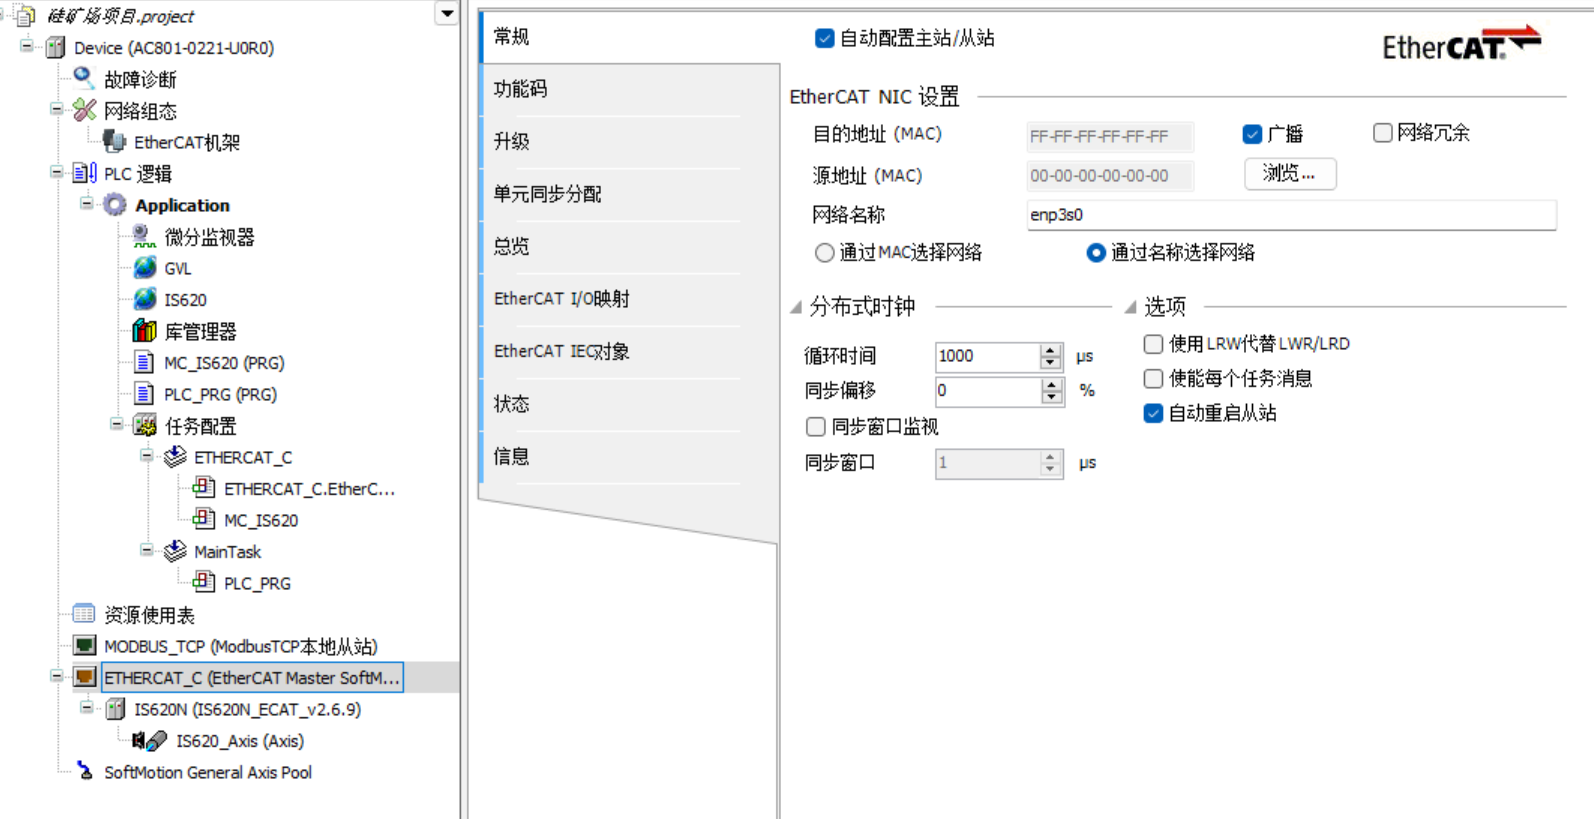 硅矿场项目.project
Device (AC801-0221-U0R0)
故障诊断
网络组态
EtherCAT机架
PLC 逻辑
Application
微分监视器
GVL
IS620
库管理器
MC_IS620 (PRG)
PLC_PRG (PRG)
任务配置
ETHERCAT_C
ETHERCAT_C.EtherC...
MC_IS620
MainTask
PLC_PRG
资源使用表
MODBUS_TCP (ModbusTCP本地从站)
ETHERCAT_C (EtherCAT Master SoftM...
IS620N (IS620N_ECAT_v2.6.9)
IS620_Axis (Axis)
SoftMotion General Axis Pool
常规
功能码
升级
单元同步分配
总览
EtherCAT I/O映射
EtherCAT IEC对象
状态
信息
自动配置主站/从站
EtherCAT.
EtherCAT NIC 设置
目的地址 (MAC) FF-FF-FF-FF-FF-FF 广播 网络冗余
源地址 (MAC) 00-00-00-00-00-00 浏览...
网络名称 enp3s0
通过MAC选择网络 通过名称选择网络
分布式时钟
循环时间 1000 µs
同步偏移 0 %
同步窗口监视
同步窗口 1 µs
选项
使用LRW代替LWR/LRD
使能每个任务消息
自动重启从站